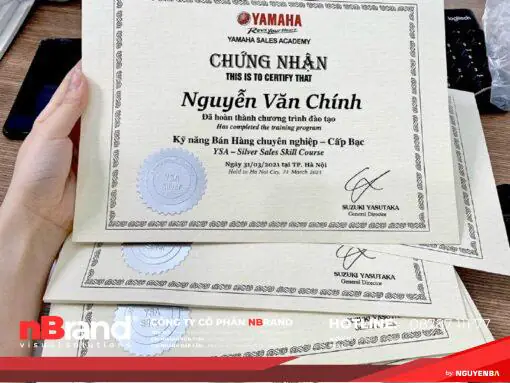 YAMAHA
Revs Your Heart
YAMAHA SALES ACADEMY
CHỨNG NHẬN
THIS IS TO CERTIFY THAT
Nguyễn Văn Chính
Đã hoàn thành chương trình đào tạo
Has completed the training program
Kỹ năng Bán Hàng chuyên nghiệp – Cấp Bạc
YSA – Silver Sales Skill Course
Ngày 31/03/2021 tại TP. Hà Nội
Held in Ha Noi City, 31 March 2021
YSA
Silver
SUZUKI YASUTAKA
General Director
SUZUKI YASUTAKA
General Director
logitech
nBrand
visual solutions
CÔNG TY CỔ PHẦN NBRAND
HOTLINE:
by NGUYENBA